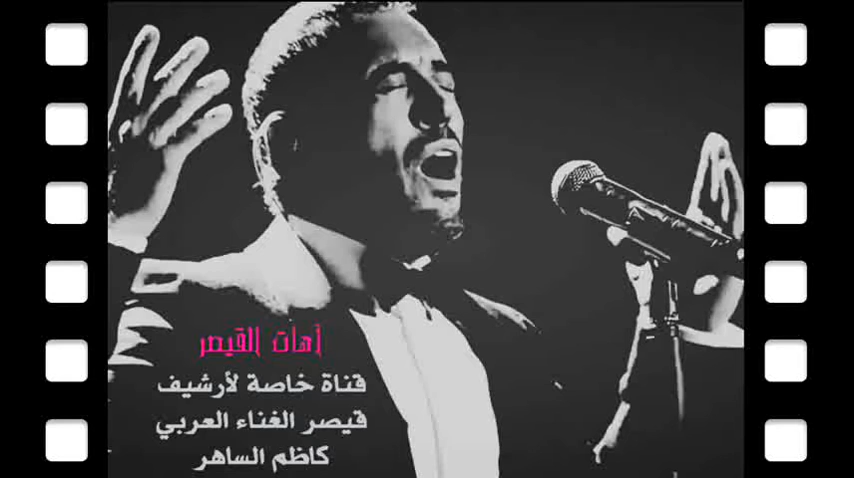 آهات القيصر
قناة خاصة لأرشيف
قيصر الغناء العربي
كاظم الساهر